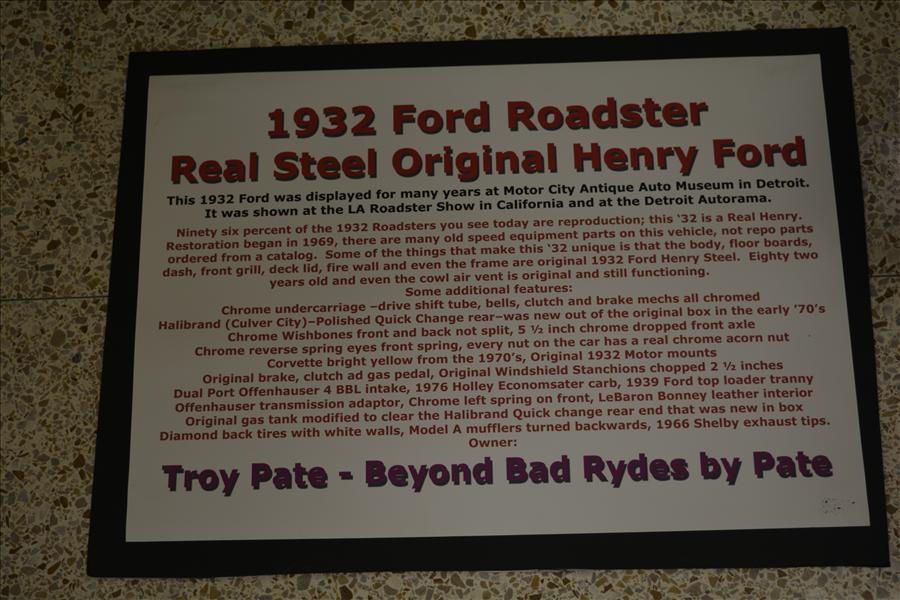 1932 Ford Roadster
Real Steel Original Henry Ford
This 1932 Ford was displayed for many years at Motor City Antique Auto Museum in Detroit.
It was shown at the LA Roadster Show in California and at the Detroit Autorama.
Ninety six percent of the 1932 Roadsters you see today are reproduction; this ‘32 is a Real Henry.
Restoration began in 1969, there are many old speed equipment parts on this vehicle, not repo parts
ordered from a catalog.  Some of the things that make this ‘32 unique is that the body, floor boards,
dash, front grill, deck lid, fire wall and even the frame are original 1932 Ford Henry Steel.  Eighty two
years old and even the cowl air vent is original and still functioning.
Some additional features:
Chrome undercarriage –drive shift tube, bells, clutch and brake mechs all chromed
Halibrand (Culver City)–Polished Quick Change rear–was new out of the original box in the early ’70’s
Chrome Wishbones front and back not split, 5 ½ inch chrome dropped front axle
Chrome reverse spring eyes front spring, every nut on the car has a real chrome acorn nut
Corvette bright yellow from the 1970’s, Original 1932 Motor mounts
Original brake, clutch ad gas pedal, Original Windshield Stanchions chopped 2 ½ inches
Dual Port Offenhauser 4 BBL intake, 1976 Holley Economsater carb, 1939 Ford top loader tranny
Offenhauser transmission adaptor, Chrome left spring on front, LeBaron Bonney leather interior
Original gas tank modified to clear the Halibrand Quick change rear end that was new in box
Diamond back tires with white walls, Model A mufflers turned backwards, 1966 Shelby exhaust tips.
Owner:
Troy Pate - Beyond Bad Rydes by Pate